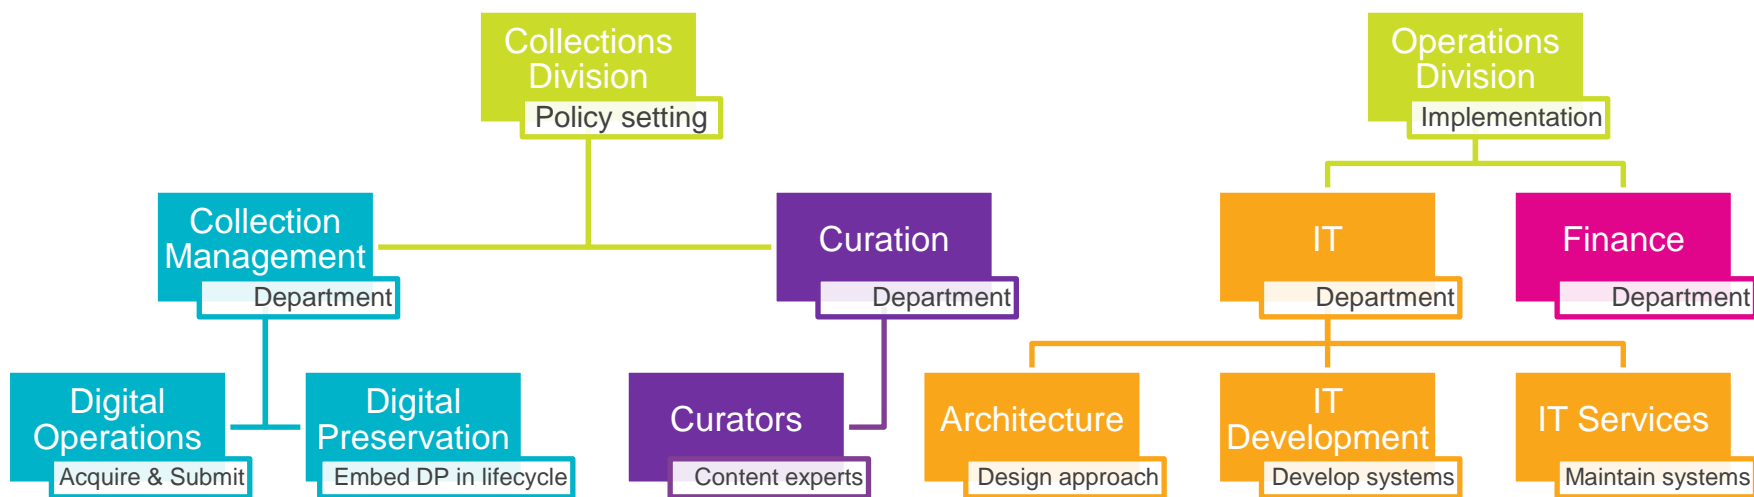 Collections
Division
Policy setting
Operations
Division
Implementation
Collection
Management
Department
Curation
Department
IT
Department
Finance
Department
Digital
Operations
Acquire & Submit
Digital
Preservation
Embed DP in lifecycle
Curators
Content experts
Architecture
Design approach
IT
Development
Develop systems
IT Services
Maintain systems